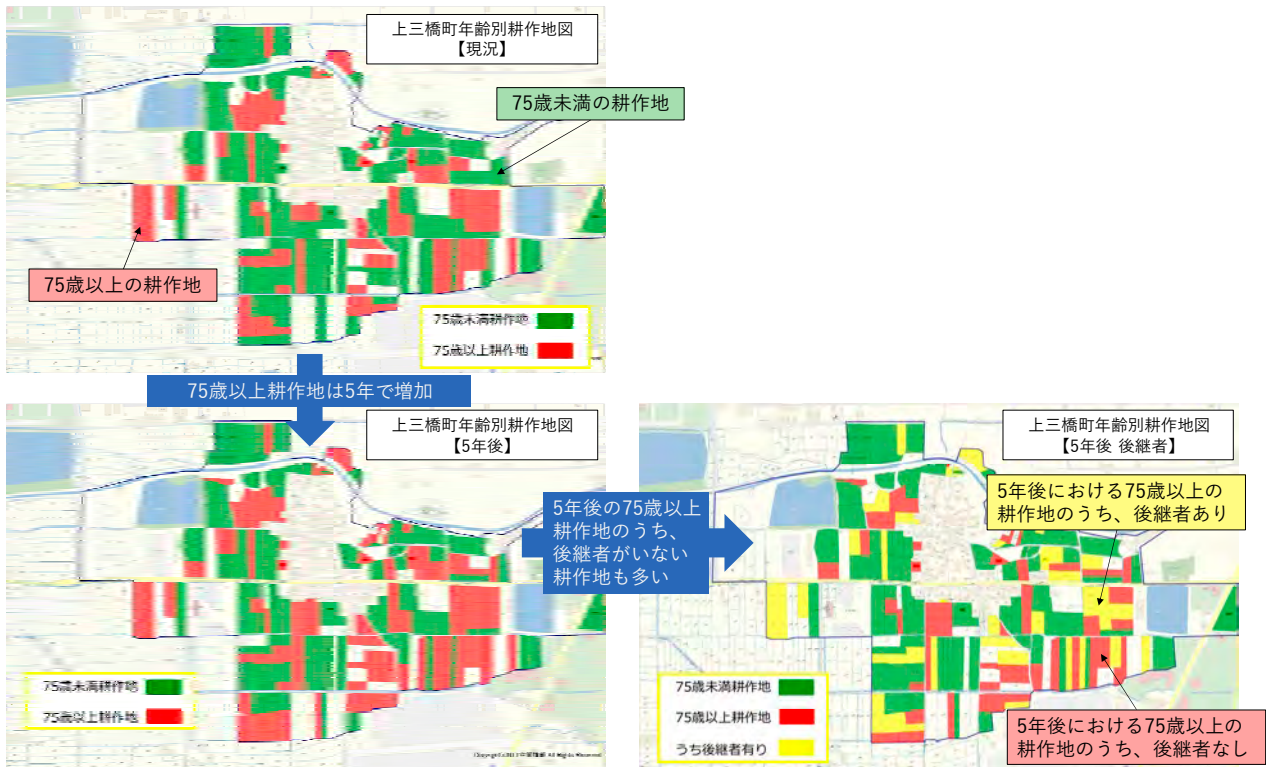 上三橋町年齢別耕作地図
【現況】
75歳未満の耕作地
75歳以上の耕作地
75歳未満耕作地
75歳以上耕作地
75歳以上耕作地は5年で増加
上三橋町年齢別耕作地図
【5年後】
75歳未満耕作地
75歳以上耕作地
5年後の75歳以上
耕作地のうち、
後継者がいない
耕作地も多い
上三橋町年齢別耕作地図
【5年後 後継者】
5年後における75歳以上の
耕作地のうち、後継者あり
75歳未満耕作地
75歳以上耕作地
うち後継者有り
5年後における75歳以上の
耕作地のうち、後継者なし